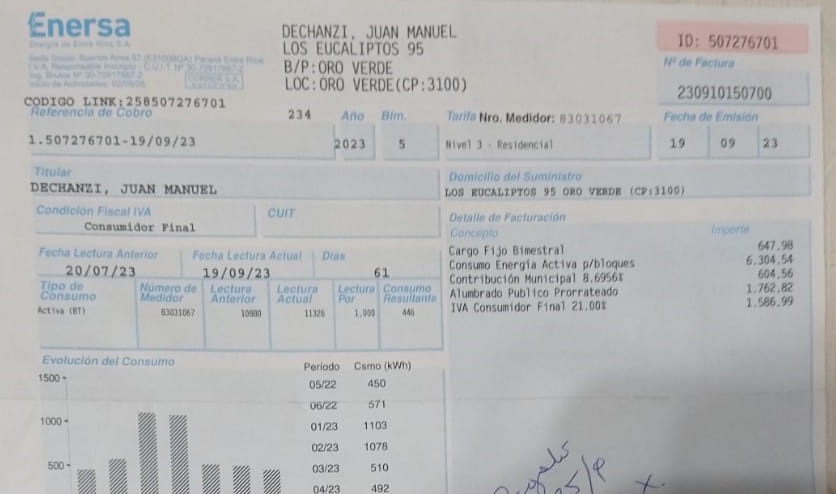 Enersa
Energía de Entre Ríos S.A.
DECHANZI, JUAN MANUEL
LOS EUCALIPTOS 95
B/P:ORO VERDE
LOC:ORO VERDE(CP:3100)
ID: 507276701
Nº de Factura
230910150700
CODIGO LINK:258507276701
Referencia de Cobro
234
Año
Bim.
Tarifa Nro. Medidor: 83031067
Fecha de Emisión
1.507276701-19/09/23
2023
5
Nivel 3 - Residencial
19 09 23
Titular
Domicilio del Suministro
DECHANZI, JUAN MANUEL
LOS EUCALIPTOS 95 ORO VERDE (CP:3100)
Condición Fiscal IVA
CUIT
Consumidor Final
Detalle de Facturación
Concepto
Importe
Cargo Fijo Bimestral 647,98
Consumo Energía Activa p/bloques 6.304,54
Contribución Municipal 8.6956% 604,56
Alumbrado Publico Prorrateado 1.762,82
IVA Consumidor Final 21.00% 1.586,99
Fecha Lectura Anterior
Fecha Lectura Actual
Días
20/07/23
19/09/23
61
Tipo de Consumo
Número de Medidor
Lectura Anterior
Lectura Actual
Lectura Por
Consumo Resultante
Activa (BT)
83031067
11326
1,000
446
Evolución del Consumo
Periodo Csmo (kWh)
1500
05/22 450
06/22 571
1000
01/23 1103
02/23 1078
500
03/23 510
04/23 492